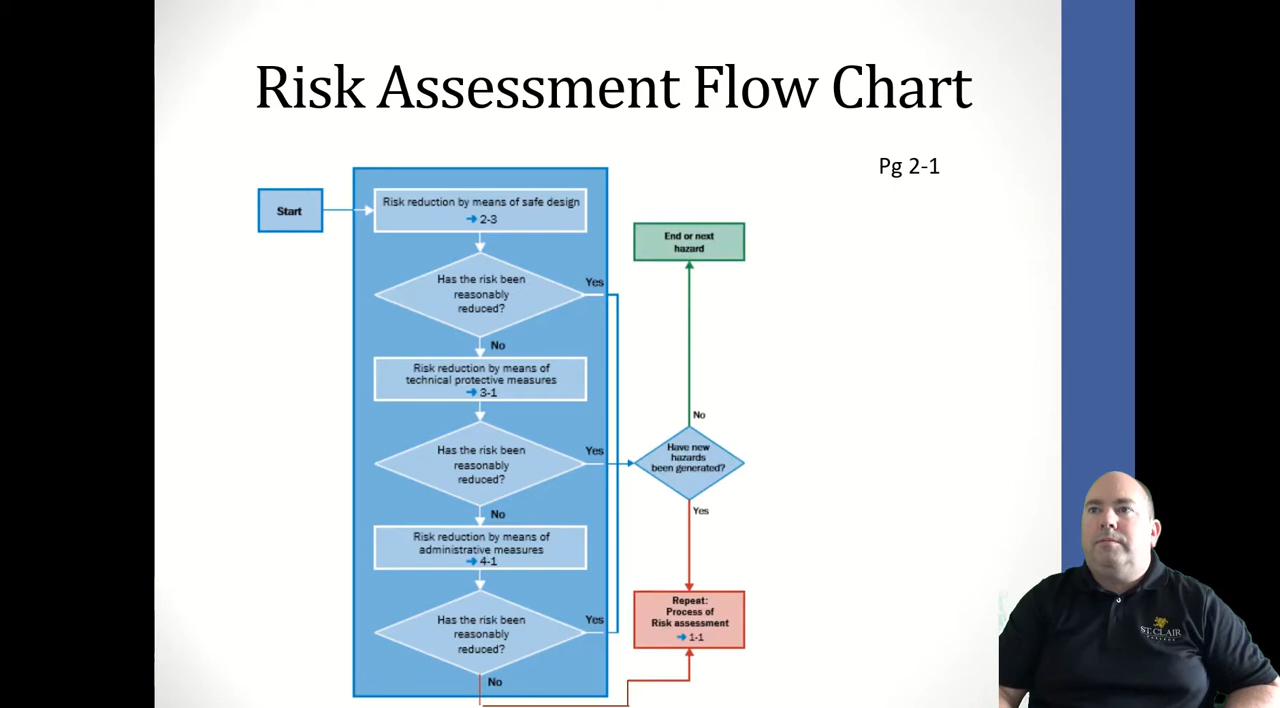 Risk Assessment Flow Chart
Pg 2-1
Start
Risk reduction by means of safe design
➔ 2-3
Has the risk been
reasonably
reduced?
Yes
No
Risk reduction by means of
technical protective measures
➔ 3-1
Has the risk been
reasonably
reduced?
Yes
No
Risk reduction by means of
administrative measures
➔ 4-1
Has the risk been
reasonably
reduced?
Yes
No
End or next
hazard
No
Have new
hazards
been generated?
Yes
Repeat:
Process of
Risk assessment
➔ 1-1
ST. CLAIR
COLLEGE